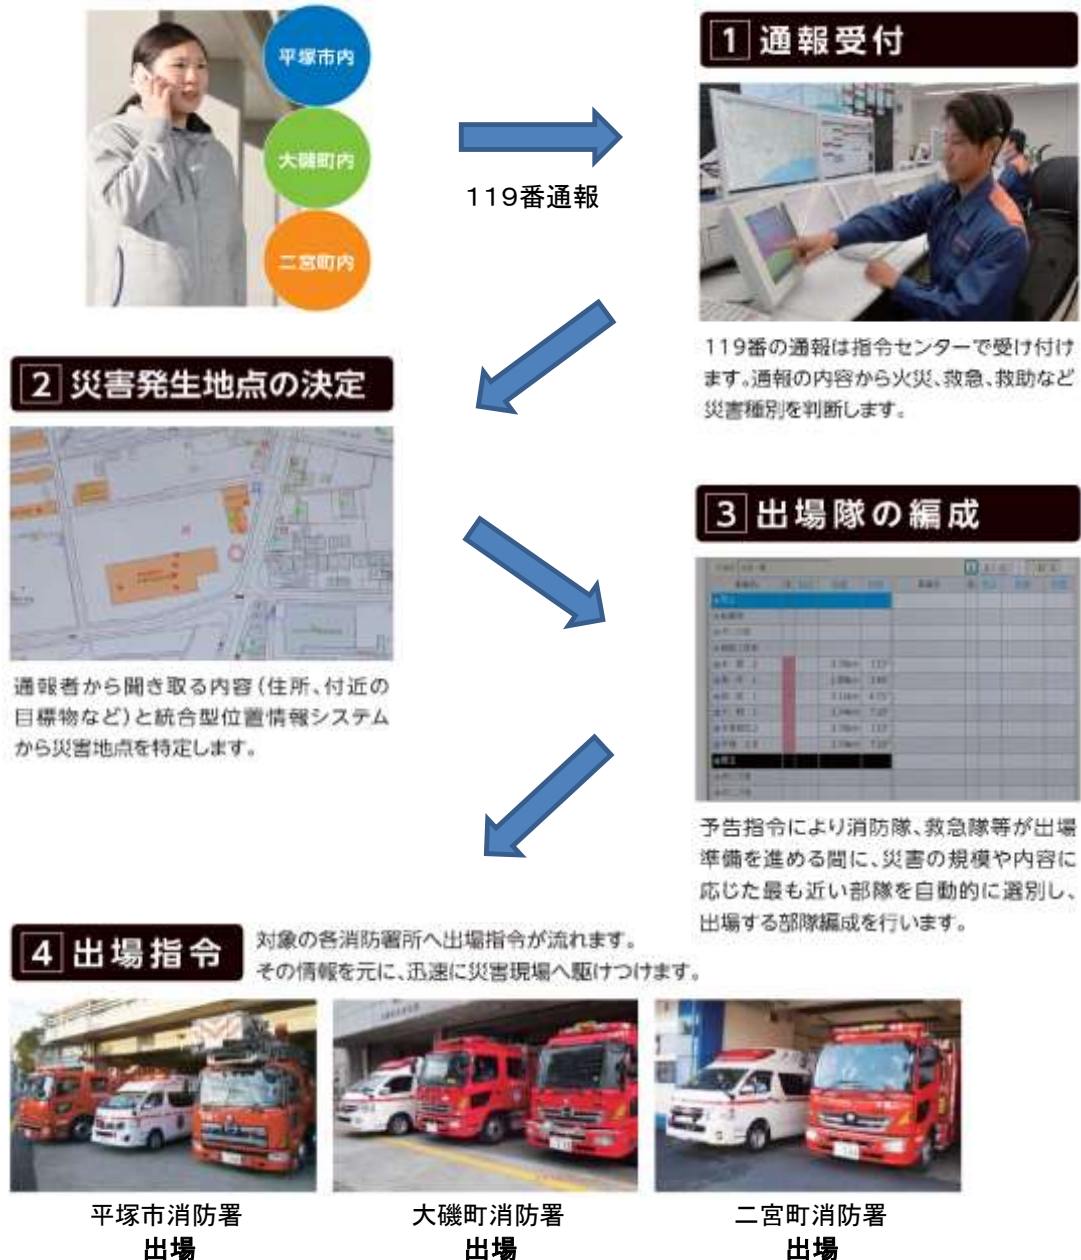 平塚市内
大磯町内
二宮町内
119番通報
1 通報受付
119番の通報は指令センターで受け付け
ます。通報の内容から火災、救急、救助など
災害種別を判断します。
2 災害発生地点の決定
通報者から聞き取る内容(住所、付近の
目標物など)と統合型位置情報システム
から災害地点を特定します。
3 出場隊の編成
予告指令により消防隊、救急隊等が出場
準備を進める間に、災害の規模や内容に
応じた最も近い部隊を自動的に選別し、
出場する部隊編成を行います。
4 出場指令
対象の各消防署所へ出場指令が流れます。
その情報を元に、迅速に災害現場へ駆けつけます。
平塚市消防署
出場
大磯町消防署
出場
二宮町消防署
出場